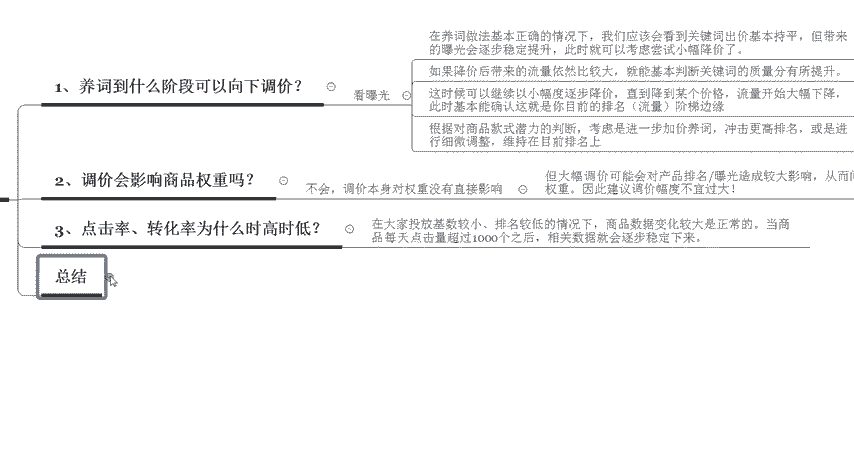 在养词做法基本正确的情况下，我们应该会看到关键词出价基本持平，但带来
的曝光会逐步稳定提升，此时就可以考虑尝试小幅降价了。
1、养词到什么阶段可以向下调价？
看曝光
如果降价后带来的流量依然比较大，就能基本判断关键词的质量分有所提升。
这时候可以继续以小幅度逐步降价，直到降到某个价格，流量开始大幅下降，
此时基本能确认这就是你目前的排名（流量）阶梯边缘
根据对商品款式潜力的判断，考虑是进一步加价养词，冲击更高排名，或是进
行细微调整，维持在目前排名上
2、调价会影响商品权重吗？
不会，调价本身对权重没有直接影响
但大幅调价可能会对产品排名/曝光造成较大影响，从而
权重。因此建议调价幅度不宜过大！
3、点击率、转化率为什么时高时低？
在大家投放基数较小、排名较低的情况下，商品数据变化较大是正常的。当商
品每天点击量超过1000个之后，相关数据就会逐步稳定下来。
总结